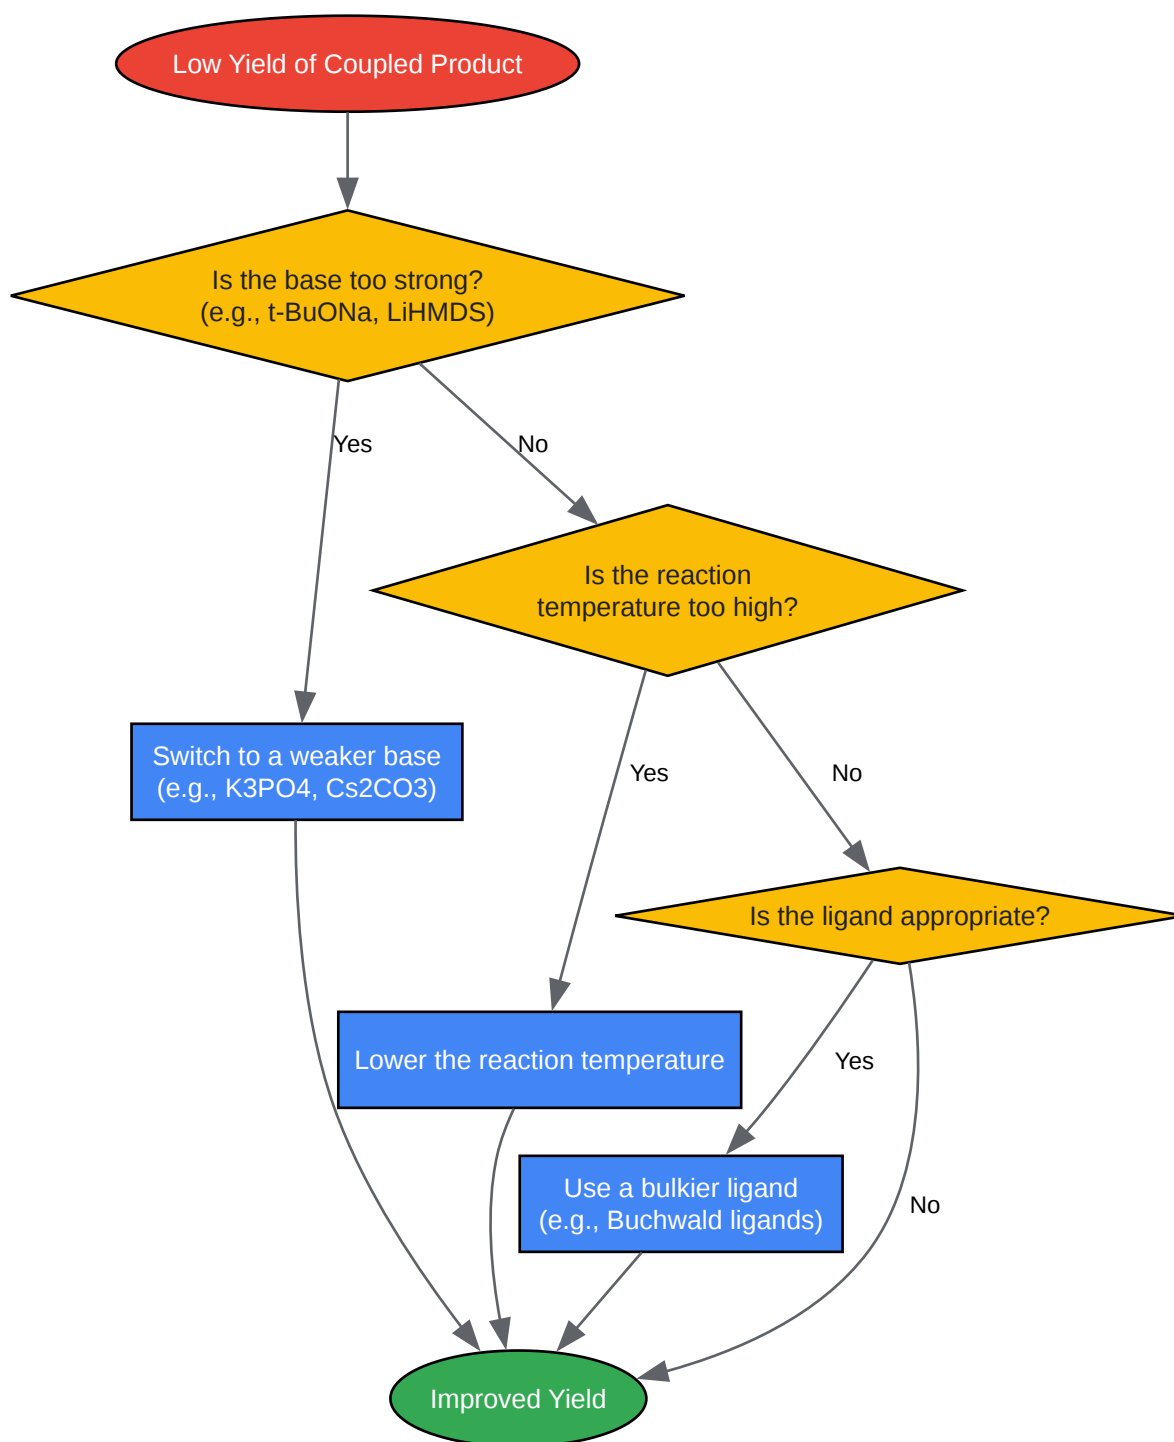 Low Yield of Coupled Product
Is the base too strong?
(e.g., t-BuONa, LiHMDS)
Yes
No
Is the reaction
temperature too high?
Switch to a weaker base
(e.g., K3PO4, Cs2CO3)
Yes
No
Is the ligand appropriate?
Lower the reaction temperature
Yes
Use a bulkier ligand
(e.g., Buchwald ligands)
No
Improved Yield